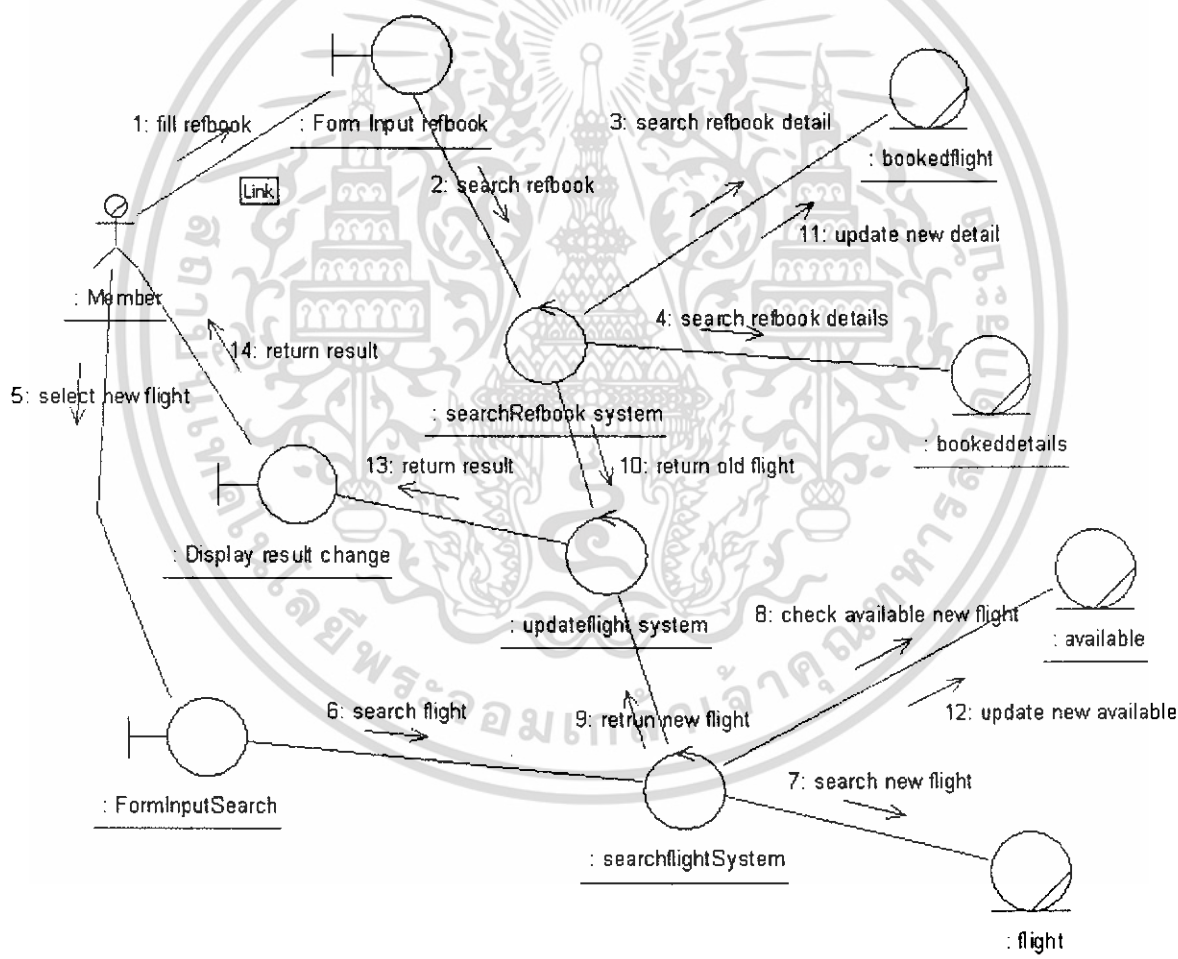 1: fill refbook
: Form Input refbook
3: search refbook detail
: bookedflight
Link
2: search refbook
11: update new detail
: Member
4: search refbook details
14: return result
5: select new flight
: searchRefbook system
: bookeddetails
13: return result
10: return old flight
: Display result change
: updateflight system
8: check available new flight
: available
6: search flight
9: retrun new flight
12: update new available
7: search new flight
: FormInputSearch
: searchflightSystem
: flight